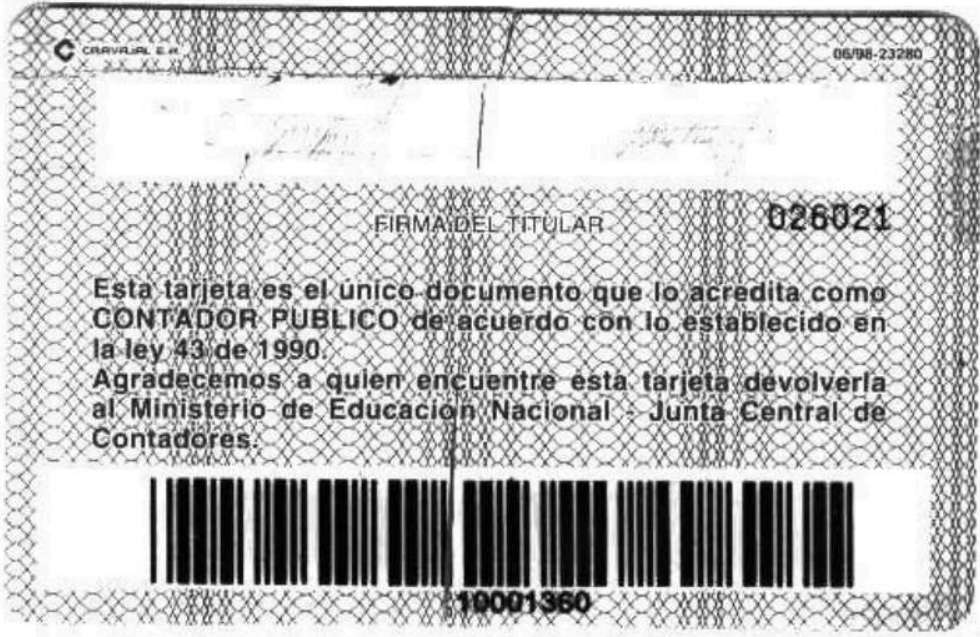 CARVAJAL S.A.
06/98-23280
FIRMA DEL TITULAR
026021
Esta tarjeta es el único documento que lo acredita como
CONTADOR PUBLICO de acuerdo con lo establecido en
la ley 43 de 1990.
Agradecemos a quien encuentre esta tarjeta devolverla
al Ministerio de Educación Nacional - Junta Central de
Contadores.
10001360